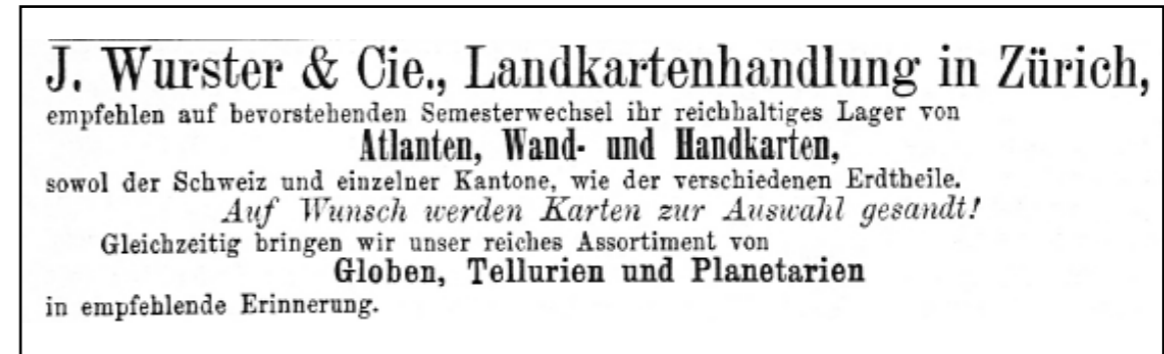 J. Wurster & Cie., Landkartenhandlung in Zürich,
empfehlen auf bevorstehenden Semesterwechsel ihr reichhaltiges Lager von
Atlanten, Wand- und Handkarten,
sowol der Schweiz und einzelner Kantone, wie der verschiedenen Erdtheile.
Auf Wunsch werden Karten zur Auswahl gesandt!
Gleichzeitig bringen wir unser reiches Assortiment von
Globen, Tellurien und Planetarien
in empfehlende Erinnerung.